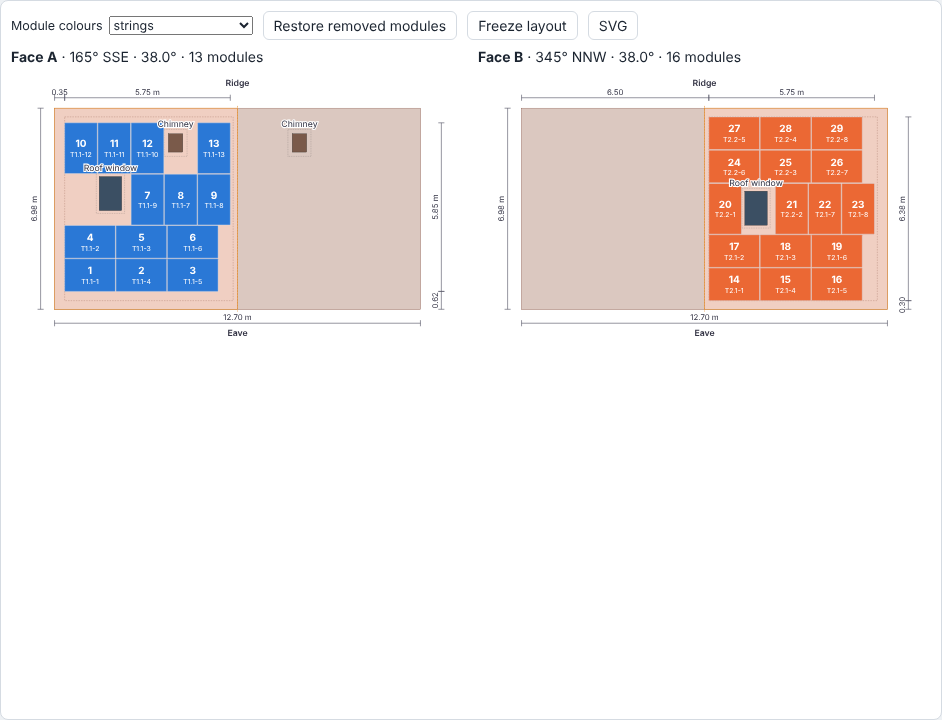 Module colours strings Restore removed modules Freeze layout SVG
Face A · 165° SSE · 38.0° · 13 modules
Ridge
0.35 5.75 m
Chimney Chimney
10 11 12 13
T1.1-12 T1.1-11 T1.1-10 T1.1-13
Roof window
7 8 9
T1.1-9 T1.1-7 T1.1-8
4 5 6
T1.1-2 T1.1-3 T1.1-6
1 2 3
T1.1-1 T1.1-4 T1.1-5
6.98 m
5.85 m
0.62
12.70 m
Eave
Face B · 345° NNW · 38.0° · 16 modules
Ridge
6.50 5.75 m
27 28 29
T2.2-5 T2.2-4 T2.2-8
24 25 26
T2.2-6 T2.2-3 T2.2-7
Roof window
20 21 22 23
T2.2-1 T2.2-2 T2.1-7 T2.1-8
17 18 19
T2.1-2 T2.1-3 T2.1-6
14 15 16
T2.1-1 T2.1-4 T2.1-5
6.98 m
6.38 m
0.30
12.70 m
Eave